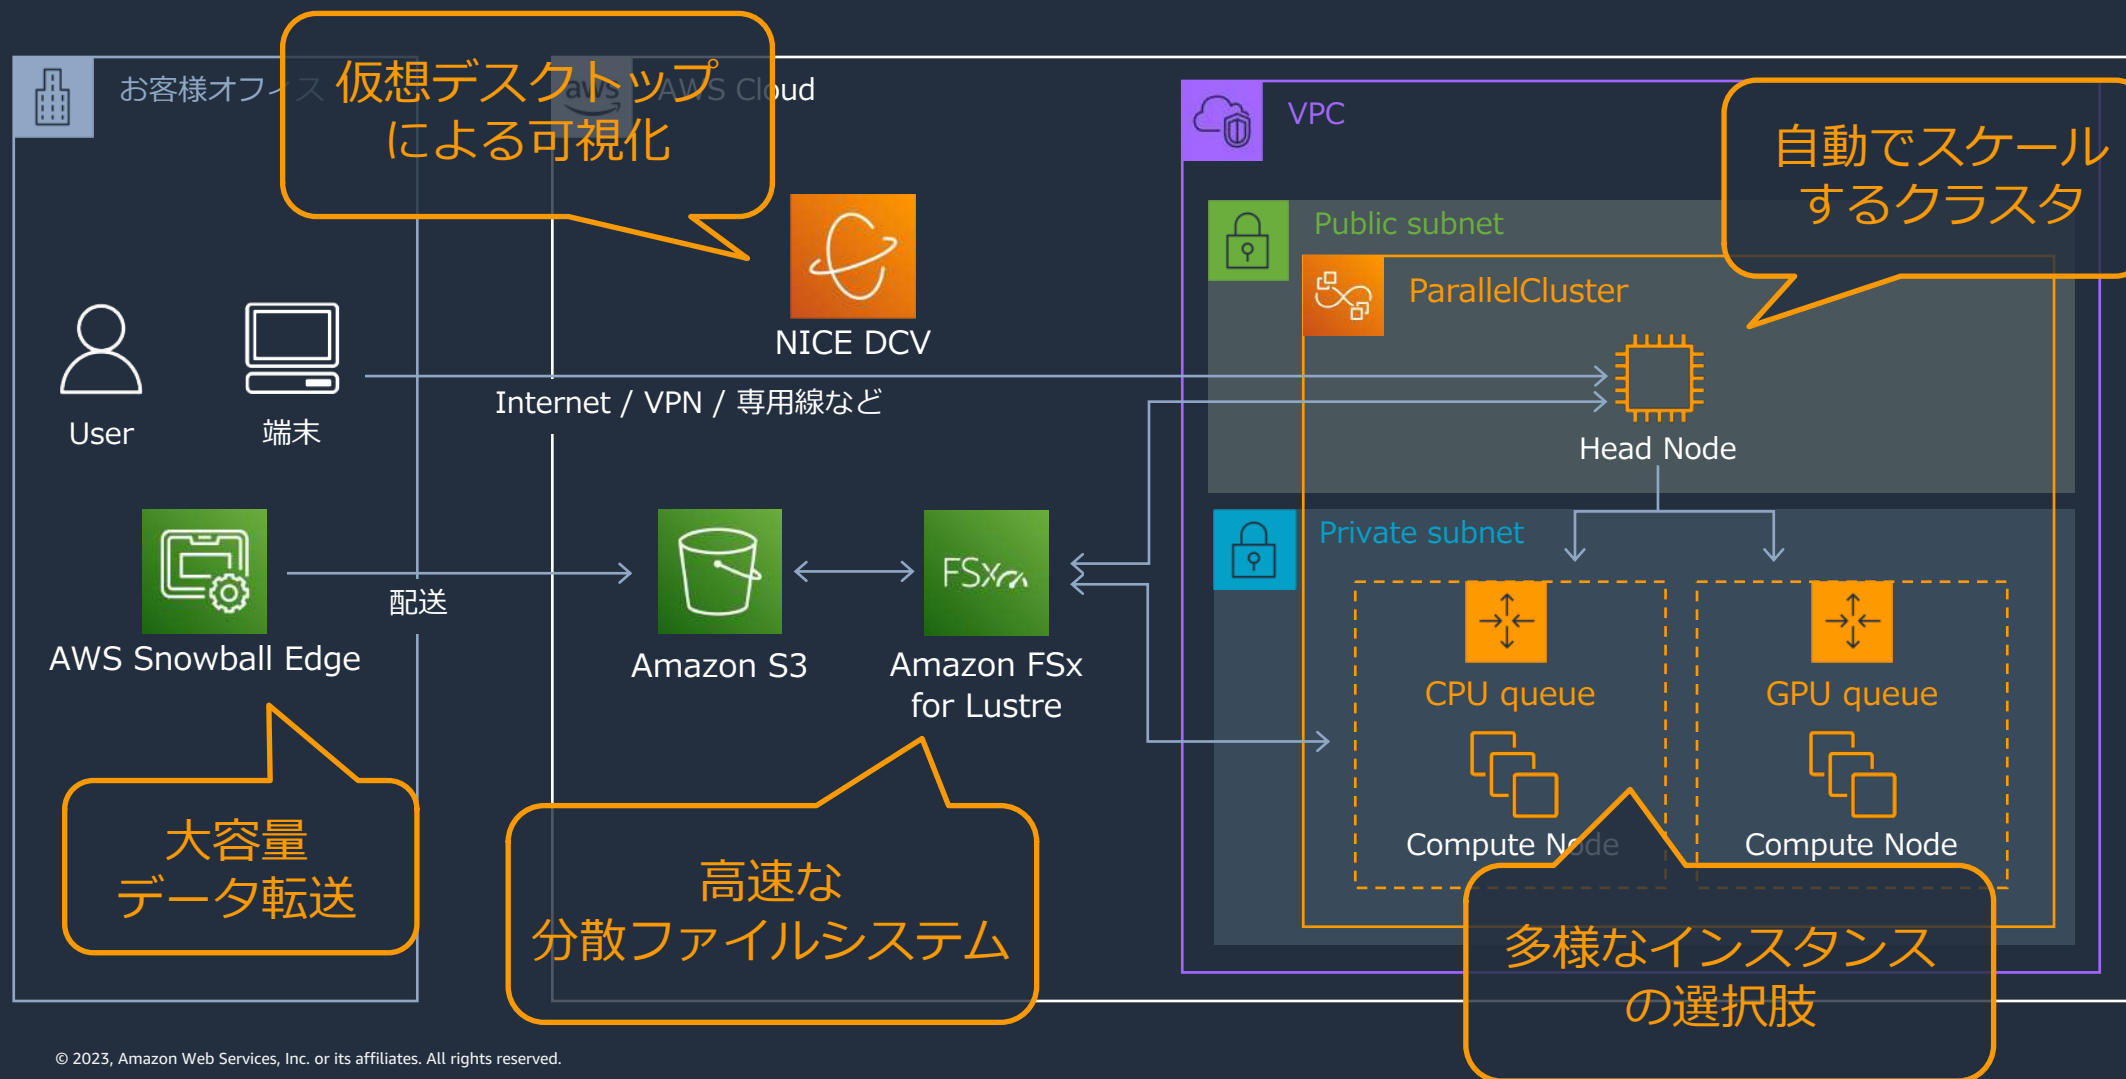 お客様オフィス
仮想デスクトップ
による可視化
aws
AWS Cloud
VPC
自動でスケール
するクラスタ
Public subnet
ParallelCluster
NICE DCV
Internet / VPN / 専用線など
User
端末
Head Node
Private subnet
FSx
配送
AWS Snowball Edge
Amazon S3
Amazon FSx
for Lustre
CPU queue
GPU queue
Compute Node
Compute Node
大容量
データ転送
高速な
分散ファイルシステム
多様なインスタンス
の選択肢
© 2023, Amazon Web Services, Inc. or its affiliates. All rights reserved.